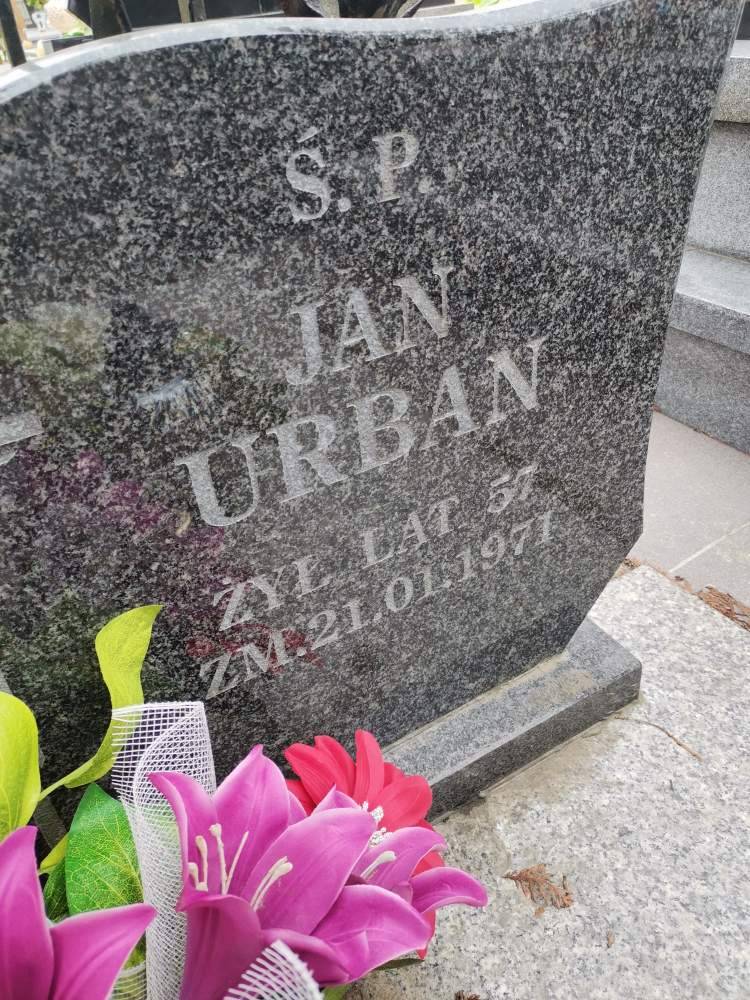 Ś. P.
JAN
URBAN
ŻYŁ LAT 57
ZM. 21.01.1971